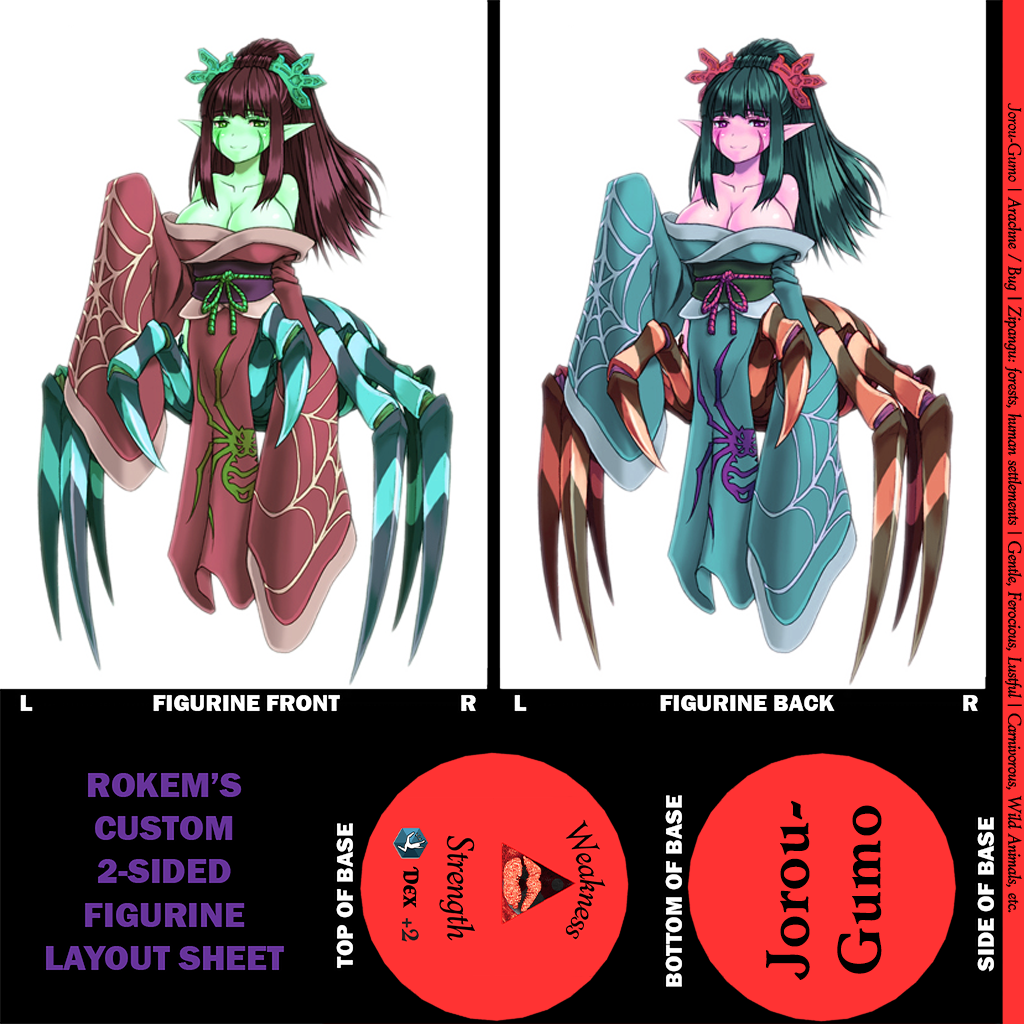 L
FIGURINE FRONT
R
L
FIGURINE BACK
R
Jorou-Gumo | Arachne / Bug | Zipangu: forests, human settlements | Gentle, Ferocious, Lustful | Carnivorous, Wild Animals, etc.
ROKEM'S
CUSTOM
2-SIDED
FIGURINE
LAYOUT SHEET
TOP OF BASE
Weakness
Strength
Dex +2
BOTTOM OF BASE
Jorou-
Gumo
SIDE OF BASE